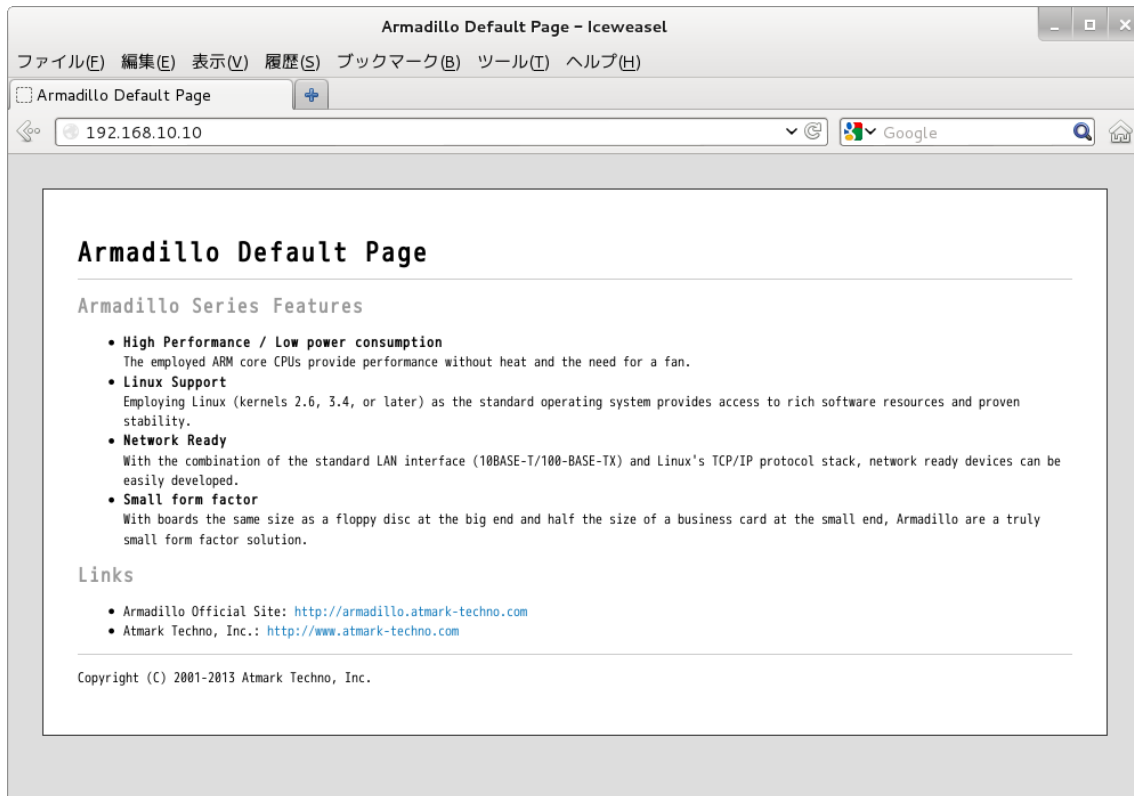 Armadillo Default Page – Iceweasel
ファイル(F) 編集(E) 表示(V) 履歴(S) ブックマーク(B) ツール(T) ヘルプ(H)
Armadillo Default Page
192.168.10.10
Google
Armadillo Default Page
Armadillo Series Features
• High Performance / Low power consumption
The employed ARM core CPUs provide performance without heat and the need for a fan.
• Linux Support
Employing Linux (kernels 2.6, 3.4, or later) as the standard operating system provides access to rich software resources and proven
stability.
• Network Ready
With the combination of the standard LAN interface (10BASE-T/100-BASE-TX) and Linux's TCP/IP protocol stack, network ready devices can be
easily developed.
• Small form factor
With boards the same size as a floppy disc at the big end and half the size of a business card at the small end, Armadillo are a truly
small form factor solution.
Links
• Armadillo Official Site: http://armadillo.atmark-techno.com
• Atmark Techno, Inc.: http://www.atmark-techno.com
Copyright (C) 2001-2013 Atmark Techno, Inc.